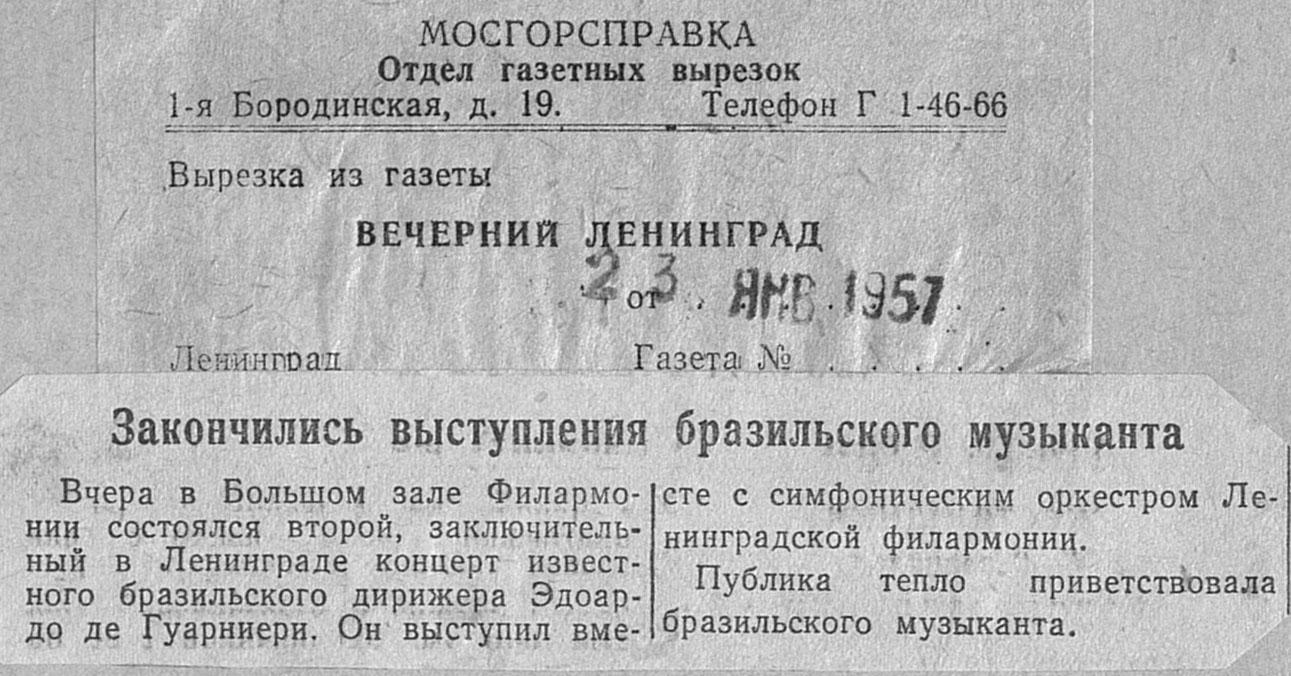 МОСГОРСПРАВКА
Отдел газетных вырезок
1-я Бородинская, д. 19. Телефон Г 1-46-66
Вырезка из газеты
ВЕЧЕРНИЙ ЛЕНИНГРАД
от 23 ЯНВ. 1957
Ленинград Газета № . . . . .
Закончились выступления бразильского музыканта
Вчера в Большом зале Филармо-
нии состоялся второй, заключитель-
ный в Ленинграде концерт извест-
ного бразильского дирижера Эдоар-
до де Гуарниери. Он выступил вме-
сте с симфоническим оркестром Ле-
нинградской филармонии.
Публика тепло приветствовала
бразильского музыканта.